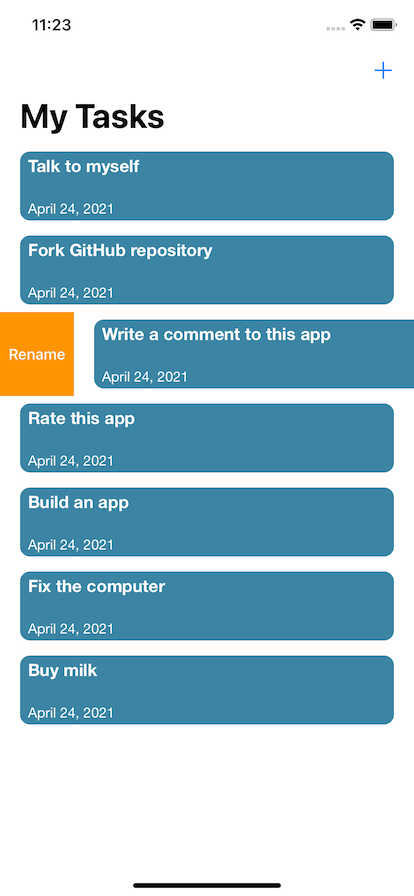 11:23
My Tasks
Talk to myself
April 24, 2021
Fork GitHub repository
April 24, 2021
Rename
Write a comment to this app
April 24, 2021
Rate this app
April 24, 2021
Build an app
April 24, 2021
Fix the computer
April 24, 2021
Buy milk
April 24, 2021